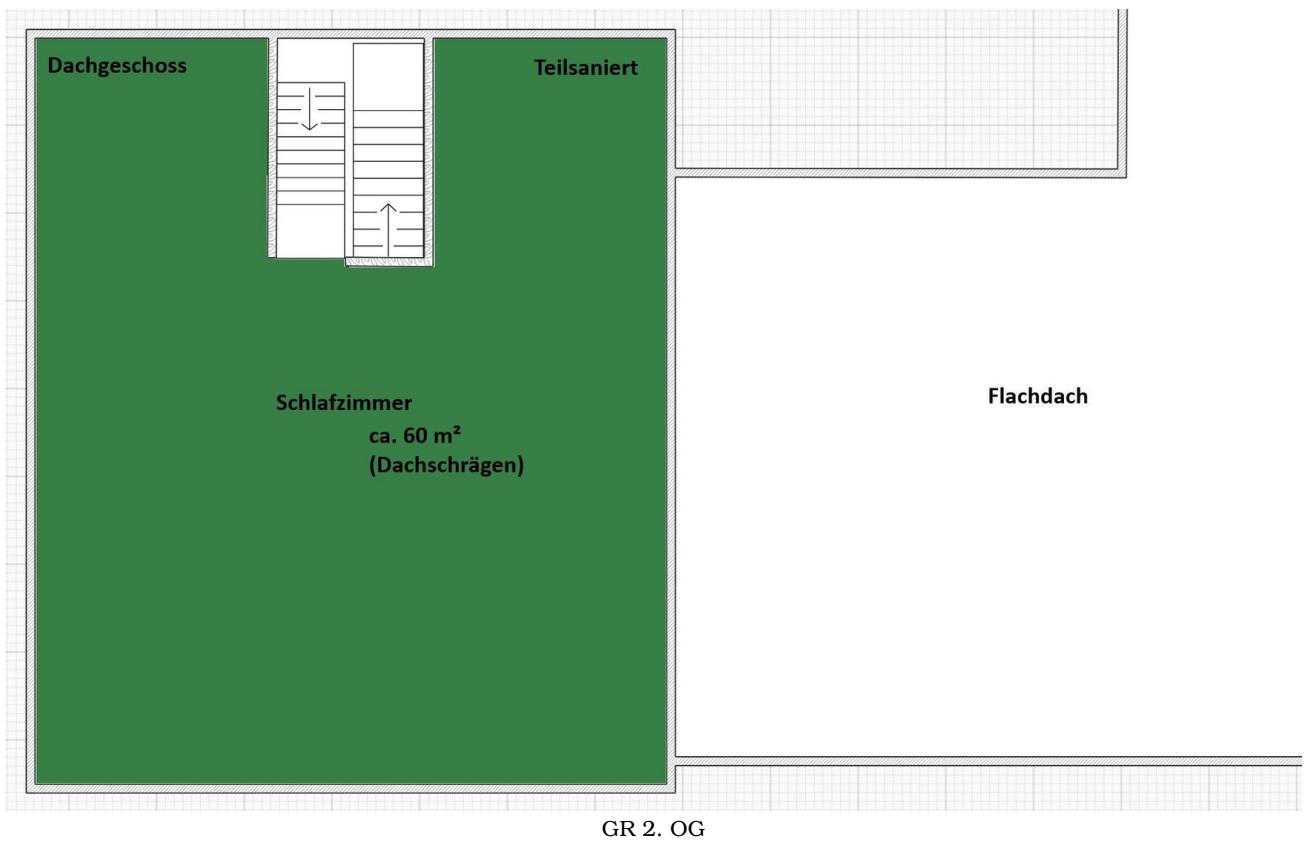 Dachgeschoss
Teilsaniert
Schlafzimmer
ca. 60 m²
(Dachschrägen)
Flachdach
GR 2. OG